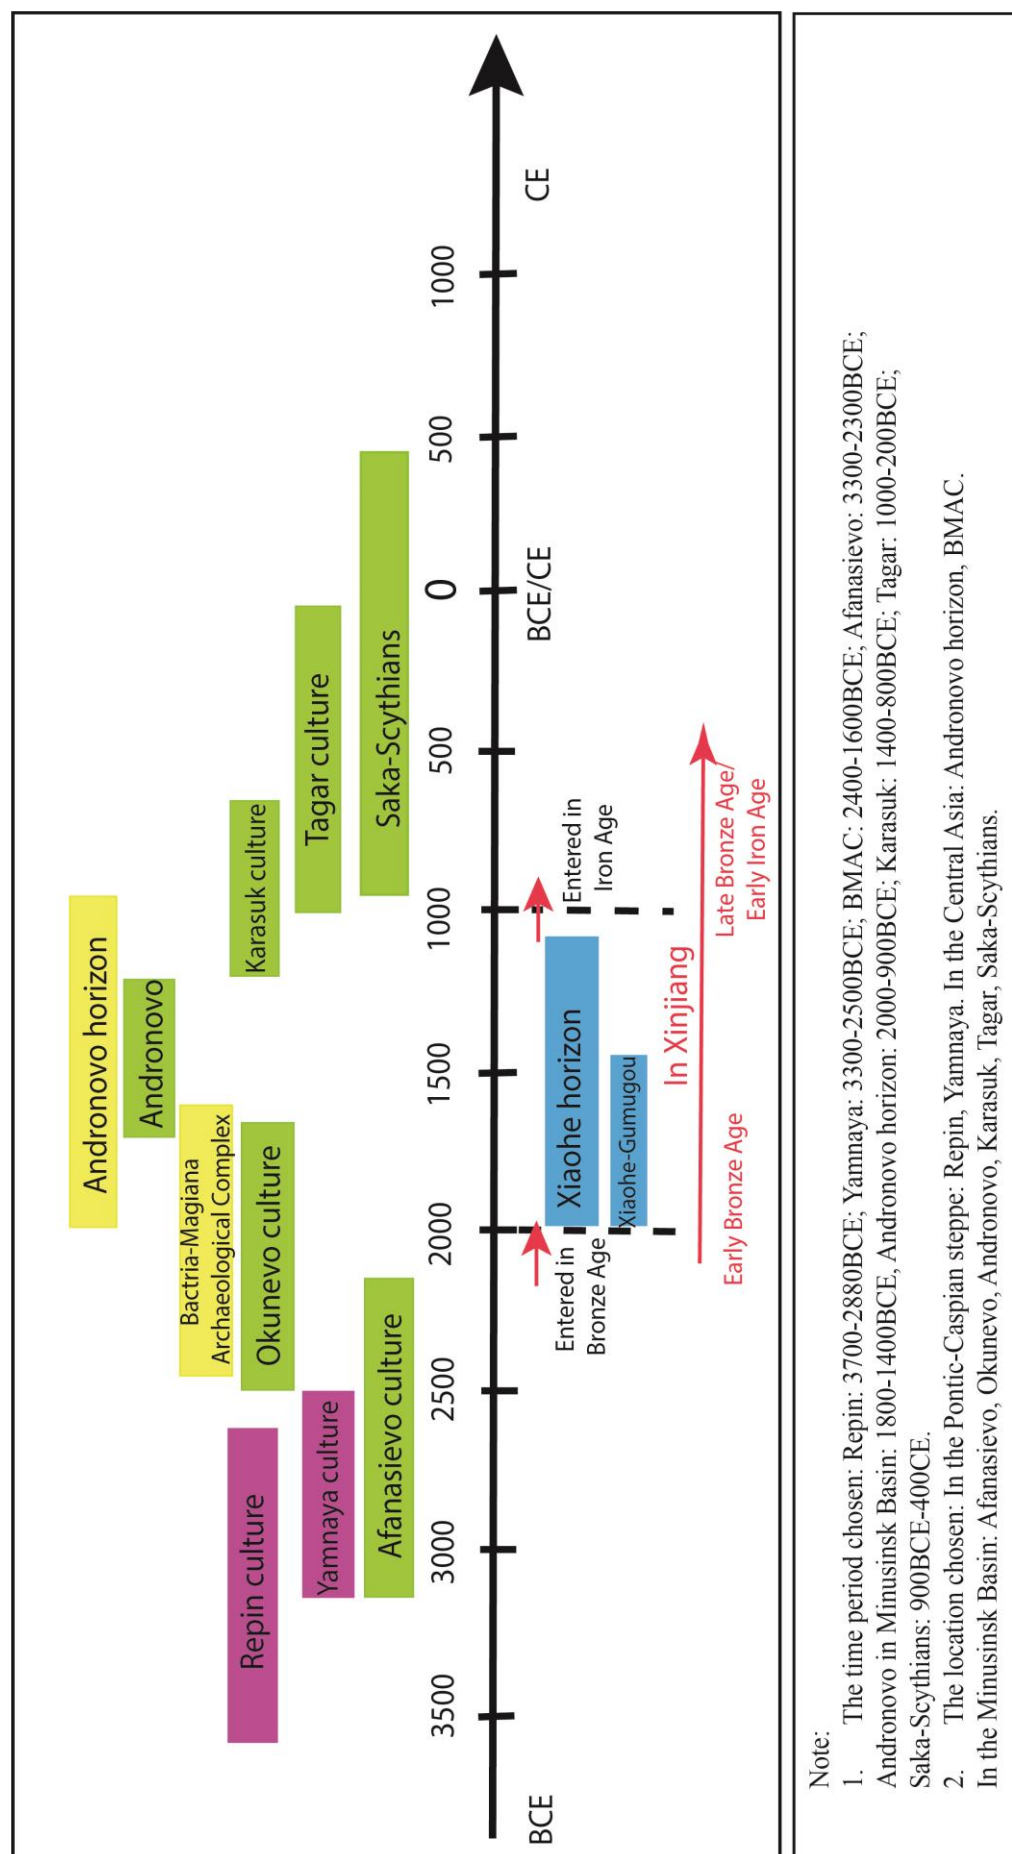 Andronovo horizon
Andronovo
Bactria-Magiana
Archaeological Complex
Okunevo culture
Karasuk culture
Repin culture
Yamnaya culture
Tagar culture
Afanasievo culture
Saka-Scythians
3500
3000
2500
2000
1500
1000
500
0
500
1000
BCE
BCE/CE
CE
Entered in
Bronze Age
Xiaohe horizon
Entered in
Iron Age
Xiaohe-Gumugou
In Xinjiang
Early Bronze Age
Late Bronze Age/
Early Iron Age
Note:
1. The time period chosen: Repin: 3700-2880BCE; Yamnaya: 3300-2500BCE; BMAC: 2400-1600BCE; Afanasievo: 3300-2300BCE;
Andronovo in Minusinsk Basin: 1800-1400BCE, Andronovo horizon: 2000-900BCE; Karasuk: 1400-800BCE; Tagar: 1000-200BCE;
Saka-Scythians: 900BCE-400CE.
2. The location chosen: In the Pontic-Caspian steppe: Repin, Yamnaya. In the Central Asia: Andronovo horizon, BMAC.
In the Minusinsk Basin: Afanasievo, Okunevo, Andronovo, Karasuk, Tagar, Saka-Scythians.